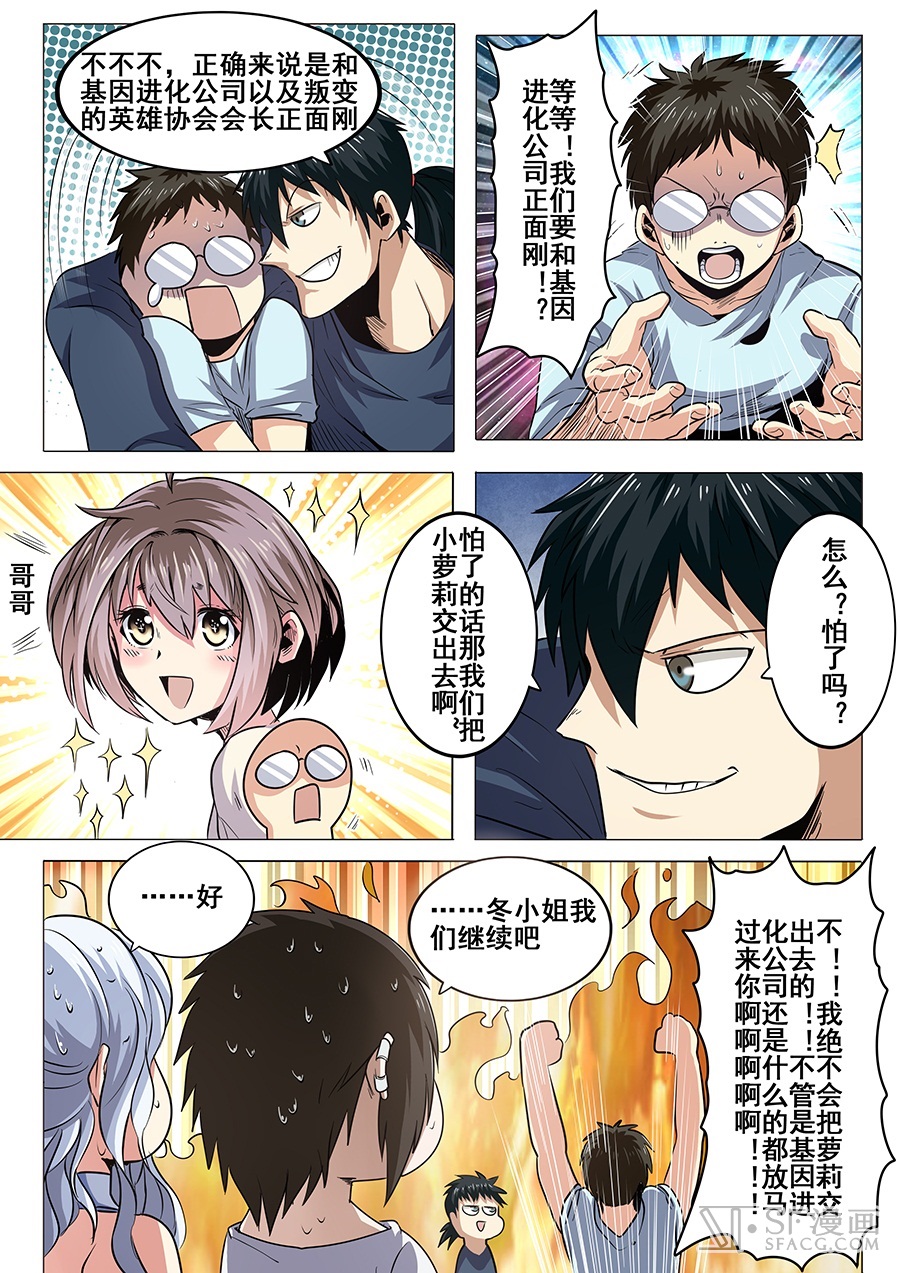 等等！我们要和基因
进化公司正面刚！？
不不不，正确来说是和
基因进化公司以及叛变
的英雄协会会长正面刚
怎么？怕了吗？
怕了的话那我们把
小萝莉交出去啊、
哥哥
不！！我绝不会把萝莉交
出去的！！不管是基因进
化公司还是什么的都放马
过来你啊啊啊啊！！！
……冬小姐我
们继续吧
……好
SF漫画
SFACG.COM